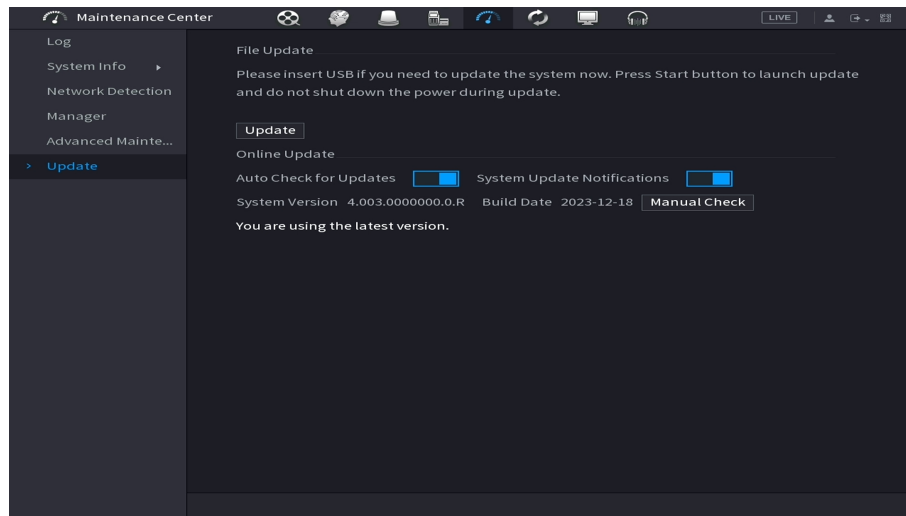 Maintenance Center
LIVE
Log
System Info
Network Detection
Manager
Advanced Mainte...
Update
File Update
Please insert USB if you need to update the system now. Press Start button to launch update
and do not shut down the power during update.
Update
Online Update
Auto Check for Updates System Update Notifications
System Version 4.003.0000000.0.R Build Date 2023-12-18 Manual Check
You are using the latest version.